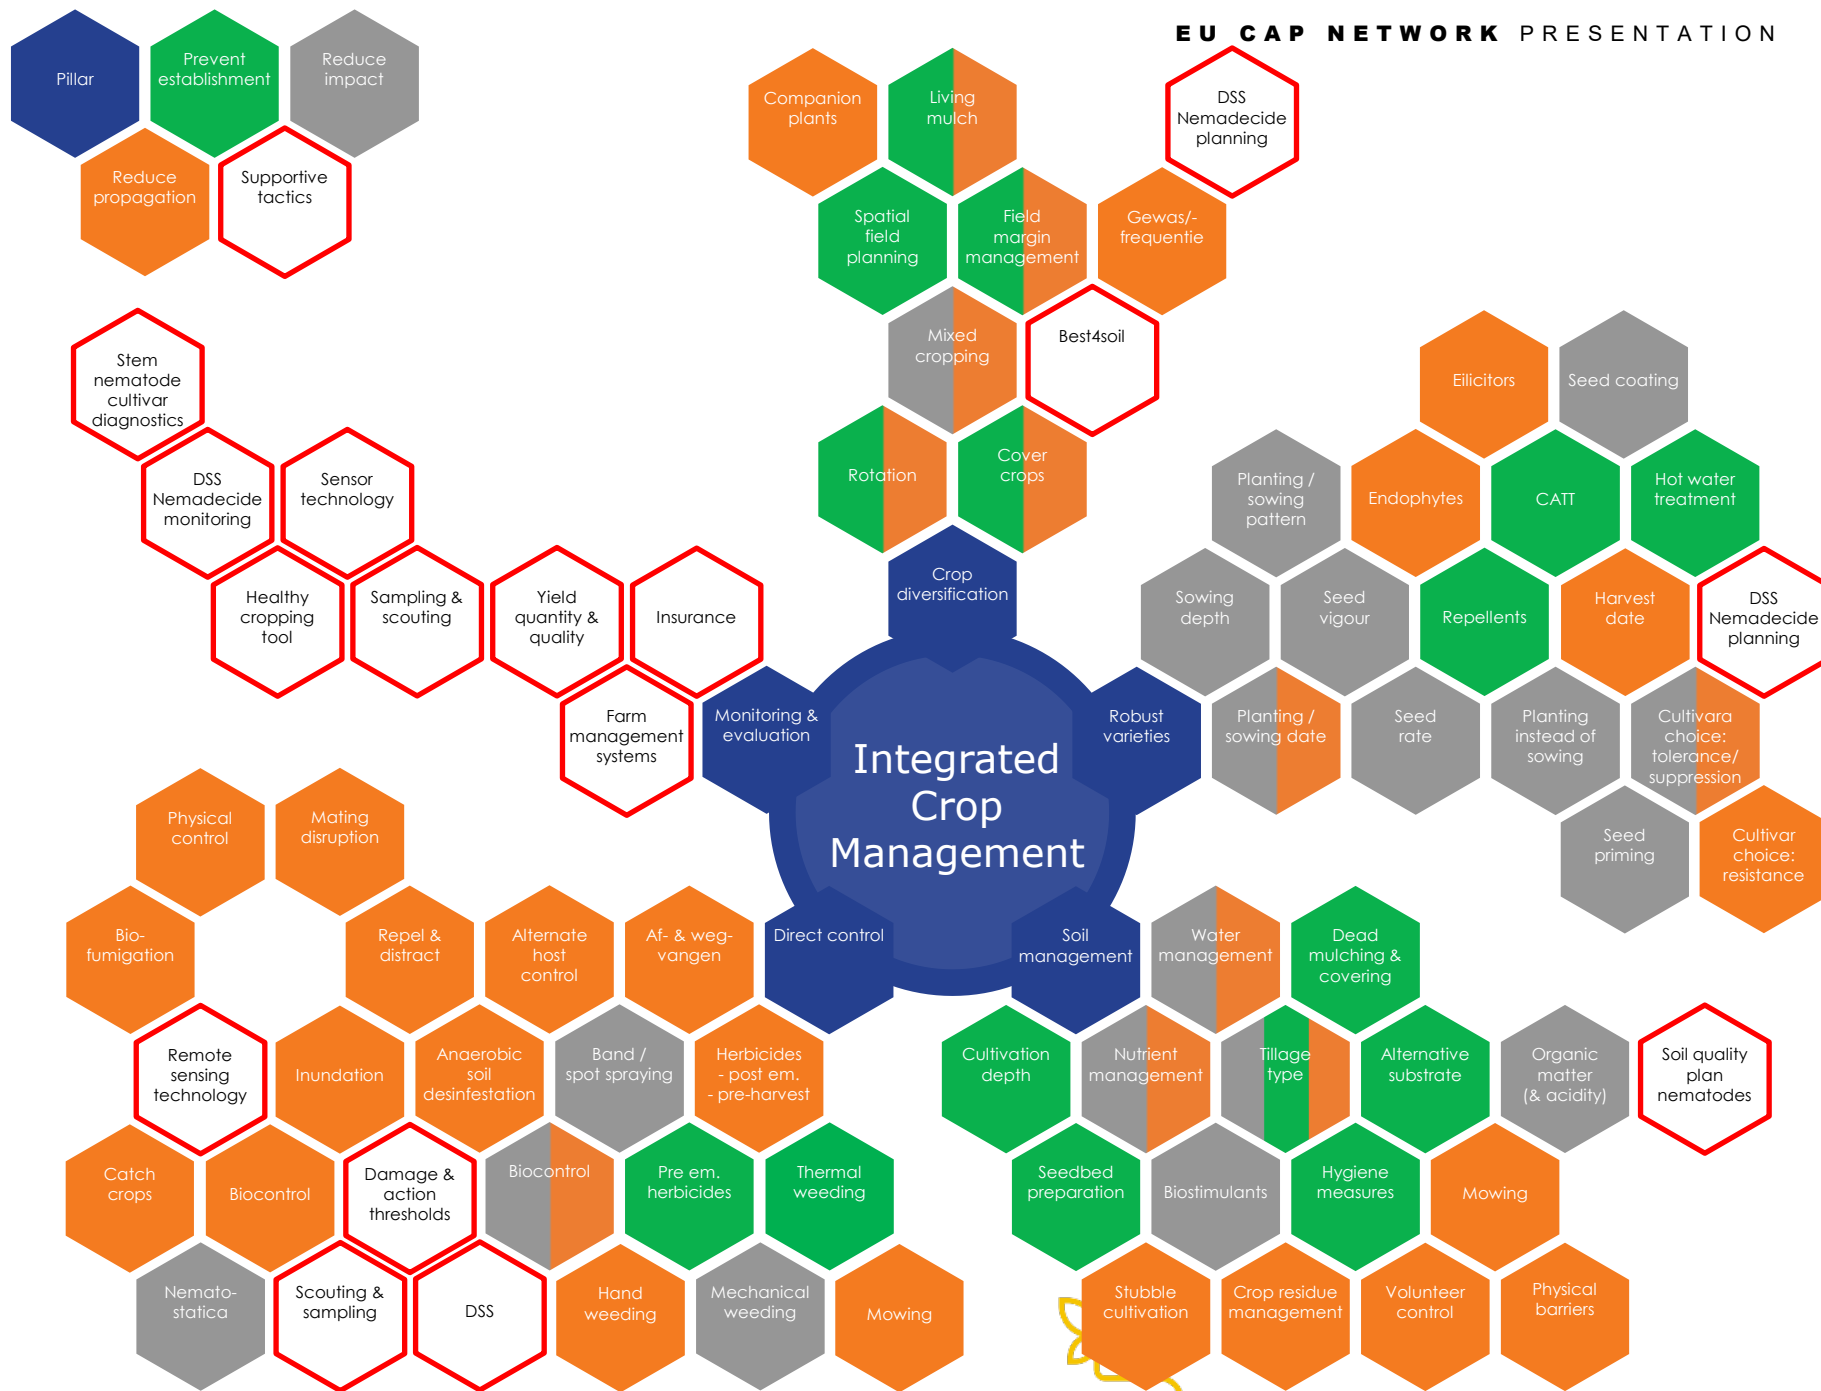 EU CAP NETWORK PRESENTATION
Pillar
Prevent
establishment
Reduce
impact
Reduce
propagation
Supportive
tactics
Companion
plants
Living
mulch
DSS
Nemadecide
planning
Spatial
field
planning
Field
margin
management
Gewas/-
frequentie
Mixed
cropping
Best4soil
Rotation
Cover
crops
Crop
diversification
Stem
nematode
cultivar
diagnostics
DSS
Nemadecide
monitoring
Sensor
technology
Healthy
cropping
tool
Sampling &
scouting
Yield
quantity &
quality
Insurance
Farm
management
systems
Monitoring &
evaluation
Eilicitors
Seed coating
Planting /
sowing
pattern
Endophytes
CATT
Hot water
treatment
Sowing
depth
Seed
vigour
Repellents
Harvest
date
DSS
Nemadecide
planning
Robust
varieties
Planting /
sowing date
Seed
rate
Planting
instead of
sowing
Cultivara
choice:
tolerance/
suppression
Seed
priming
Cultivar
choice:
resistance
Integrated
Crop
Management
Physical
control
Mating
disruption
Bio-
fumigation
Repel &
distract
Alternate
host
control
Af- & weg-
vangen
Direct control
Remote
sensing
technology
Inundation
Anaerobic
soil
desinfestation
Band /
spot spraying
Herbicides
- post em.
- pre-harvest
Catch
crops
Biocontrol
Damage &
action
thresholds
Biocontrol
Pre em.
herbicides
Thermal
weeding
Nemato-
statica
Scouting &
sampling
DSS
Hand
weeding
Mechanical
weeding
Mowing
Soil
management
Water
management
Dead
mulching &
covering
Cultivation
depth
Nutrient
management
Tillage
type
Alternative
substrate
Organic
matter
(& acidity)
Soil quality
plan
nematodes
Seedbed
preparation
Biostimulants
Hygiene
measures
Mowing
Stubble
cultivation
Crop residue
management
Volunteer
control
Physical
barriers